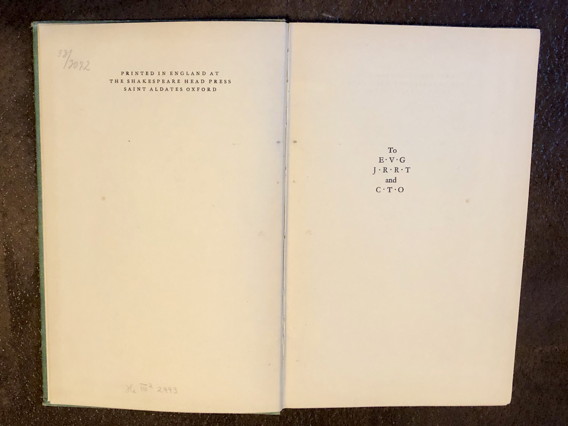 PRINTED IN ENGLAND AT
THE SHAKESPEARE HEAD PRESS
SAINT ALDATES OXFORD
To
E·V·G
J·R·R·T
and
C·T·O